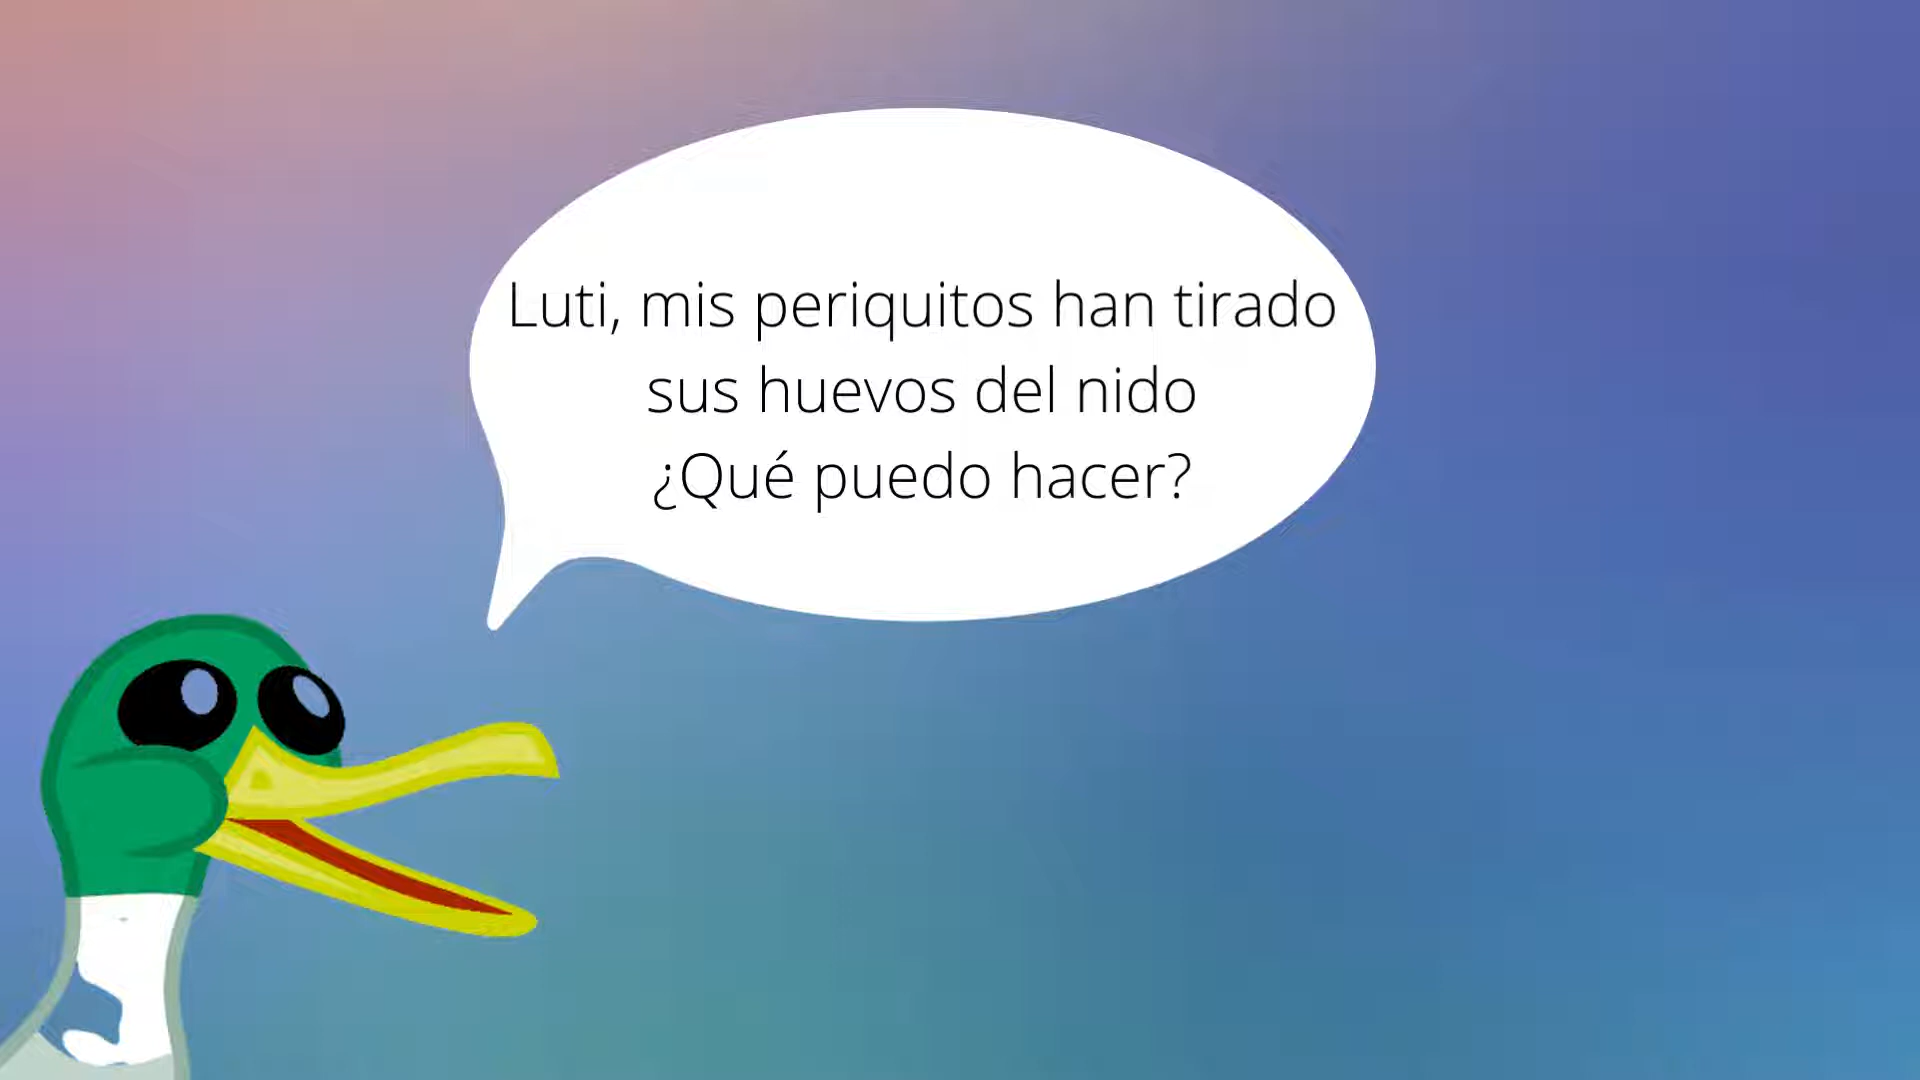 Luti, mis periquitos han tirado
sus huevos del nido
¿Qué puedo hacer?